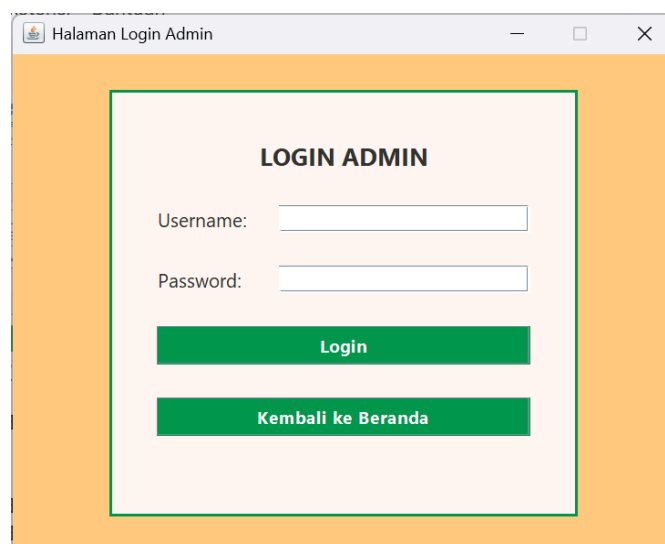 Halaman Login Admin
LOGIN ADMIN
Username:
Password:
Login
Kembali ke Beranda